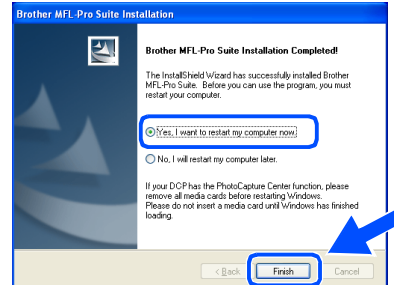 Brother MFL-Pro Suite Installation
Brother MFL-Pro Suite Installation Completed!
The InstallShield Wizard has successfully installed Brother
MFL-Pro Suite. Before you can use the program, you must
restart your computer.
Yes, I want to restart my computer now.
No, I will restart my computer later.
If your DCP has the PhotoCapture Center function, please
remove all media cards before restarting Windows.
Please do not insert a media card until Windows has finished
loading.
< Back Finish Cancel